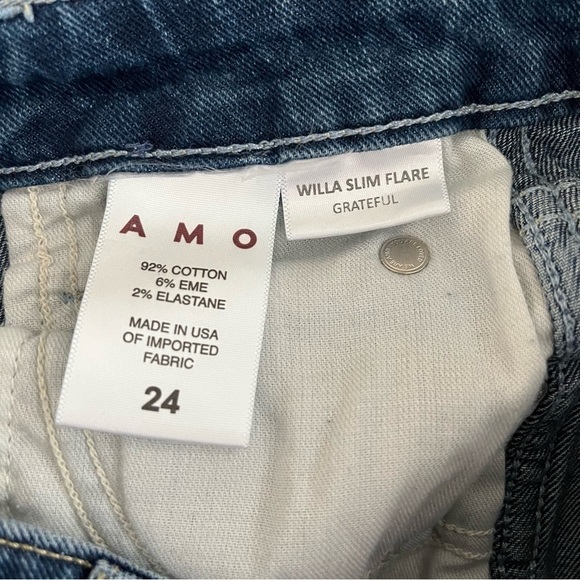 AMO
92% COTTON
6% EME
2% ELASTANE
MADE IN USA
OF IMPORTED
FABRIC
24
WILLA SLIM FLARE
GRATEFUL